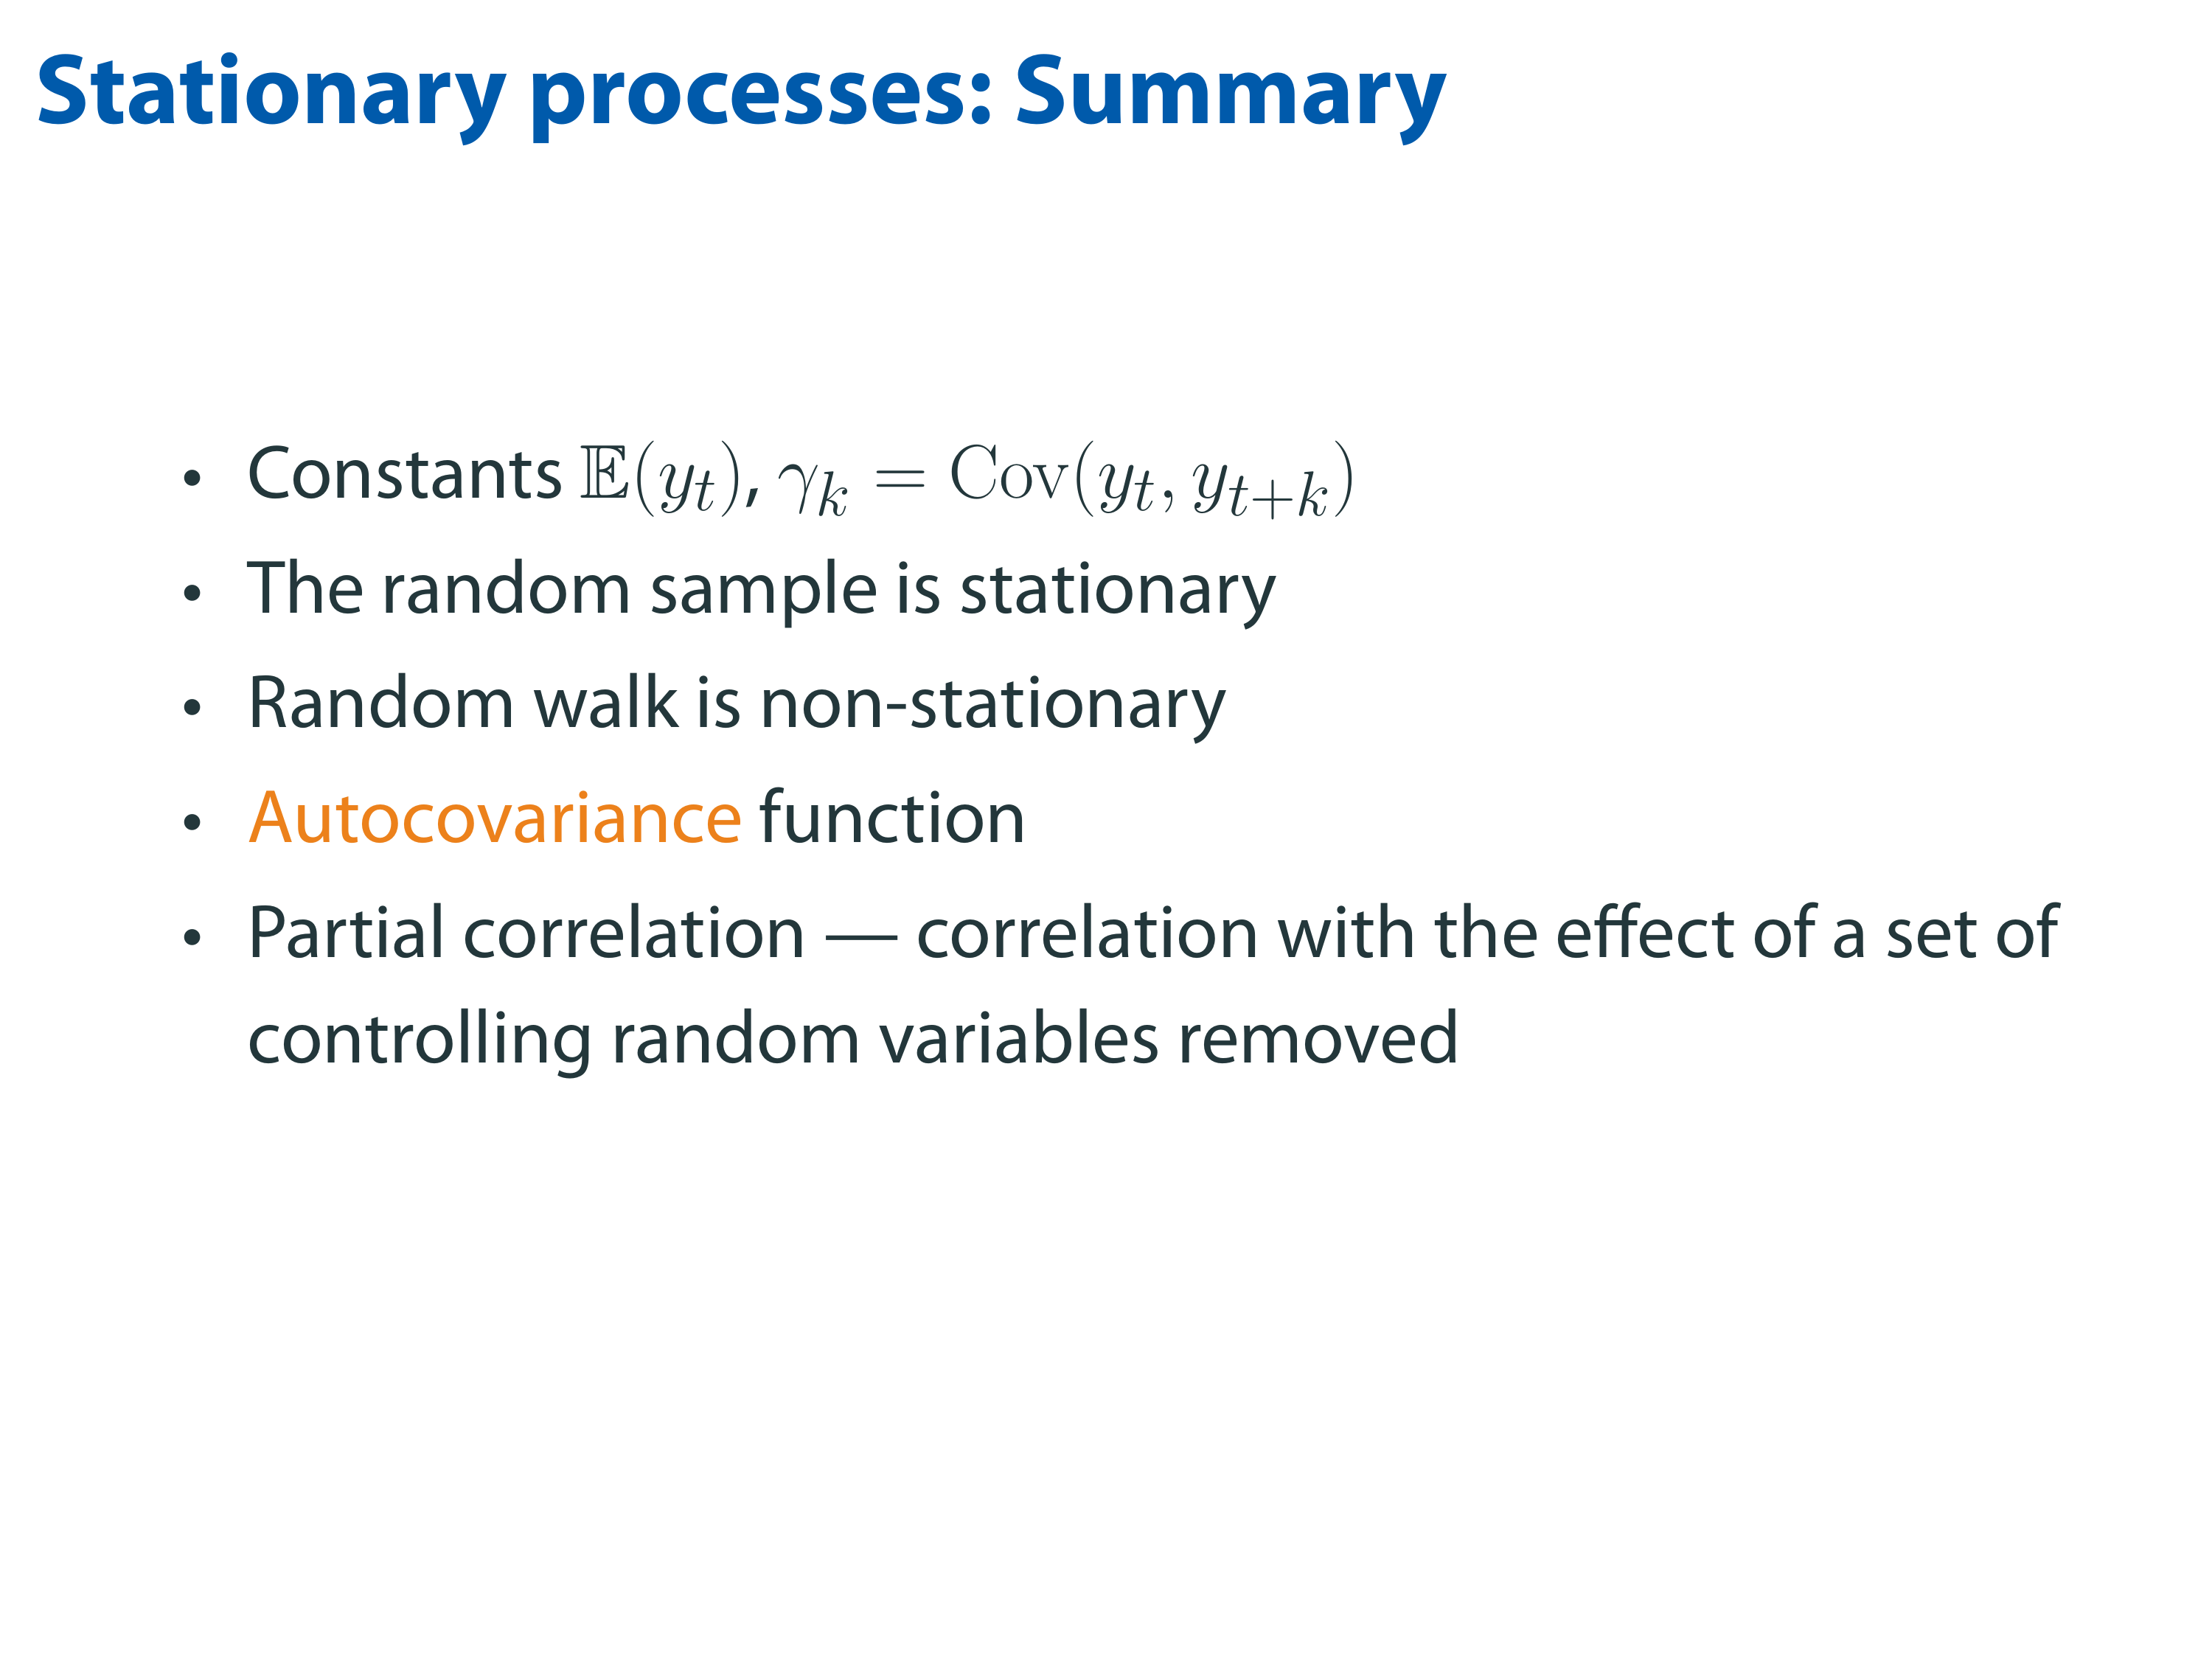 Stationary processes: Summary
• Constants 𝔼(y_t), γ_k = Cov(y_t, y_{t+k})
• The random sample is stationary
• Random walk is non-stationary
• Autocovariance function
• Partial correlation — correlation with the effect of a set of
controlling random variables removed